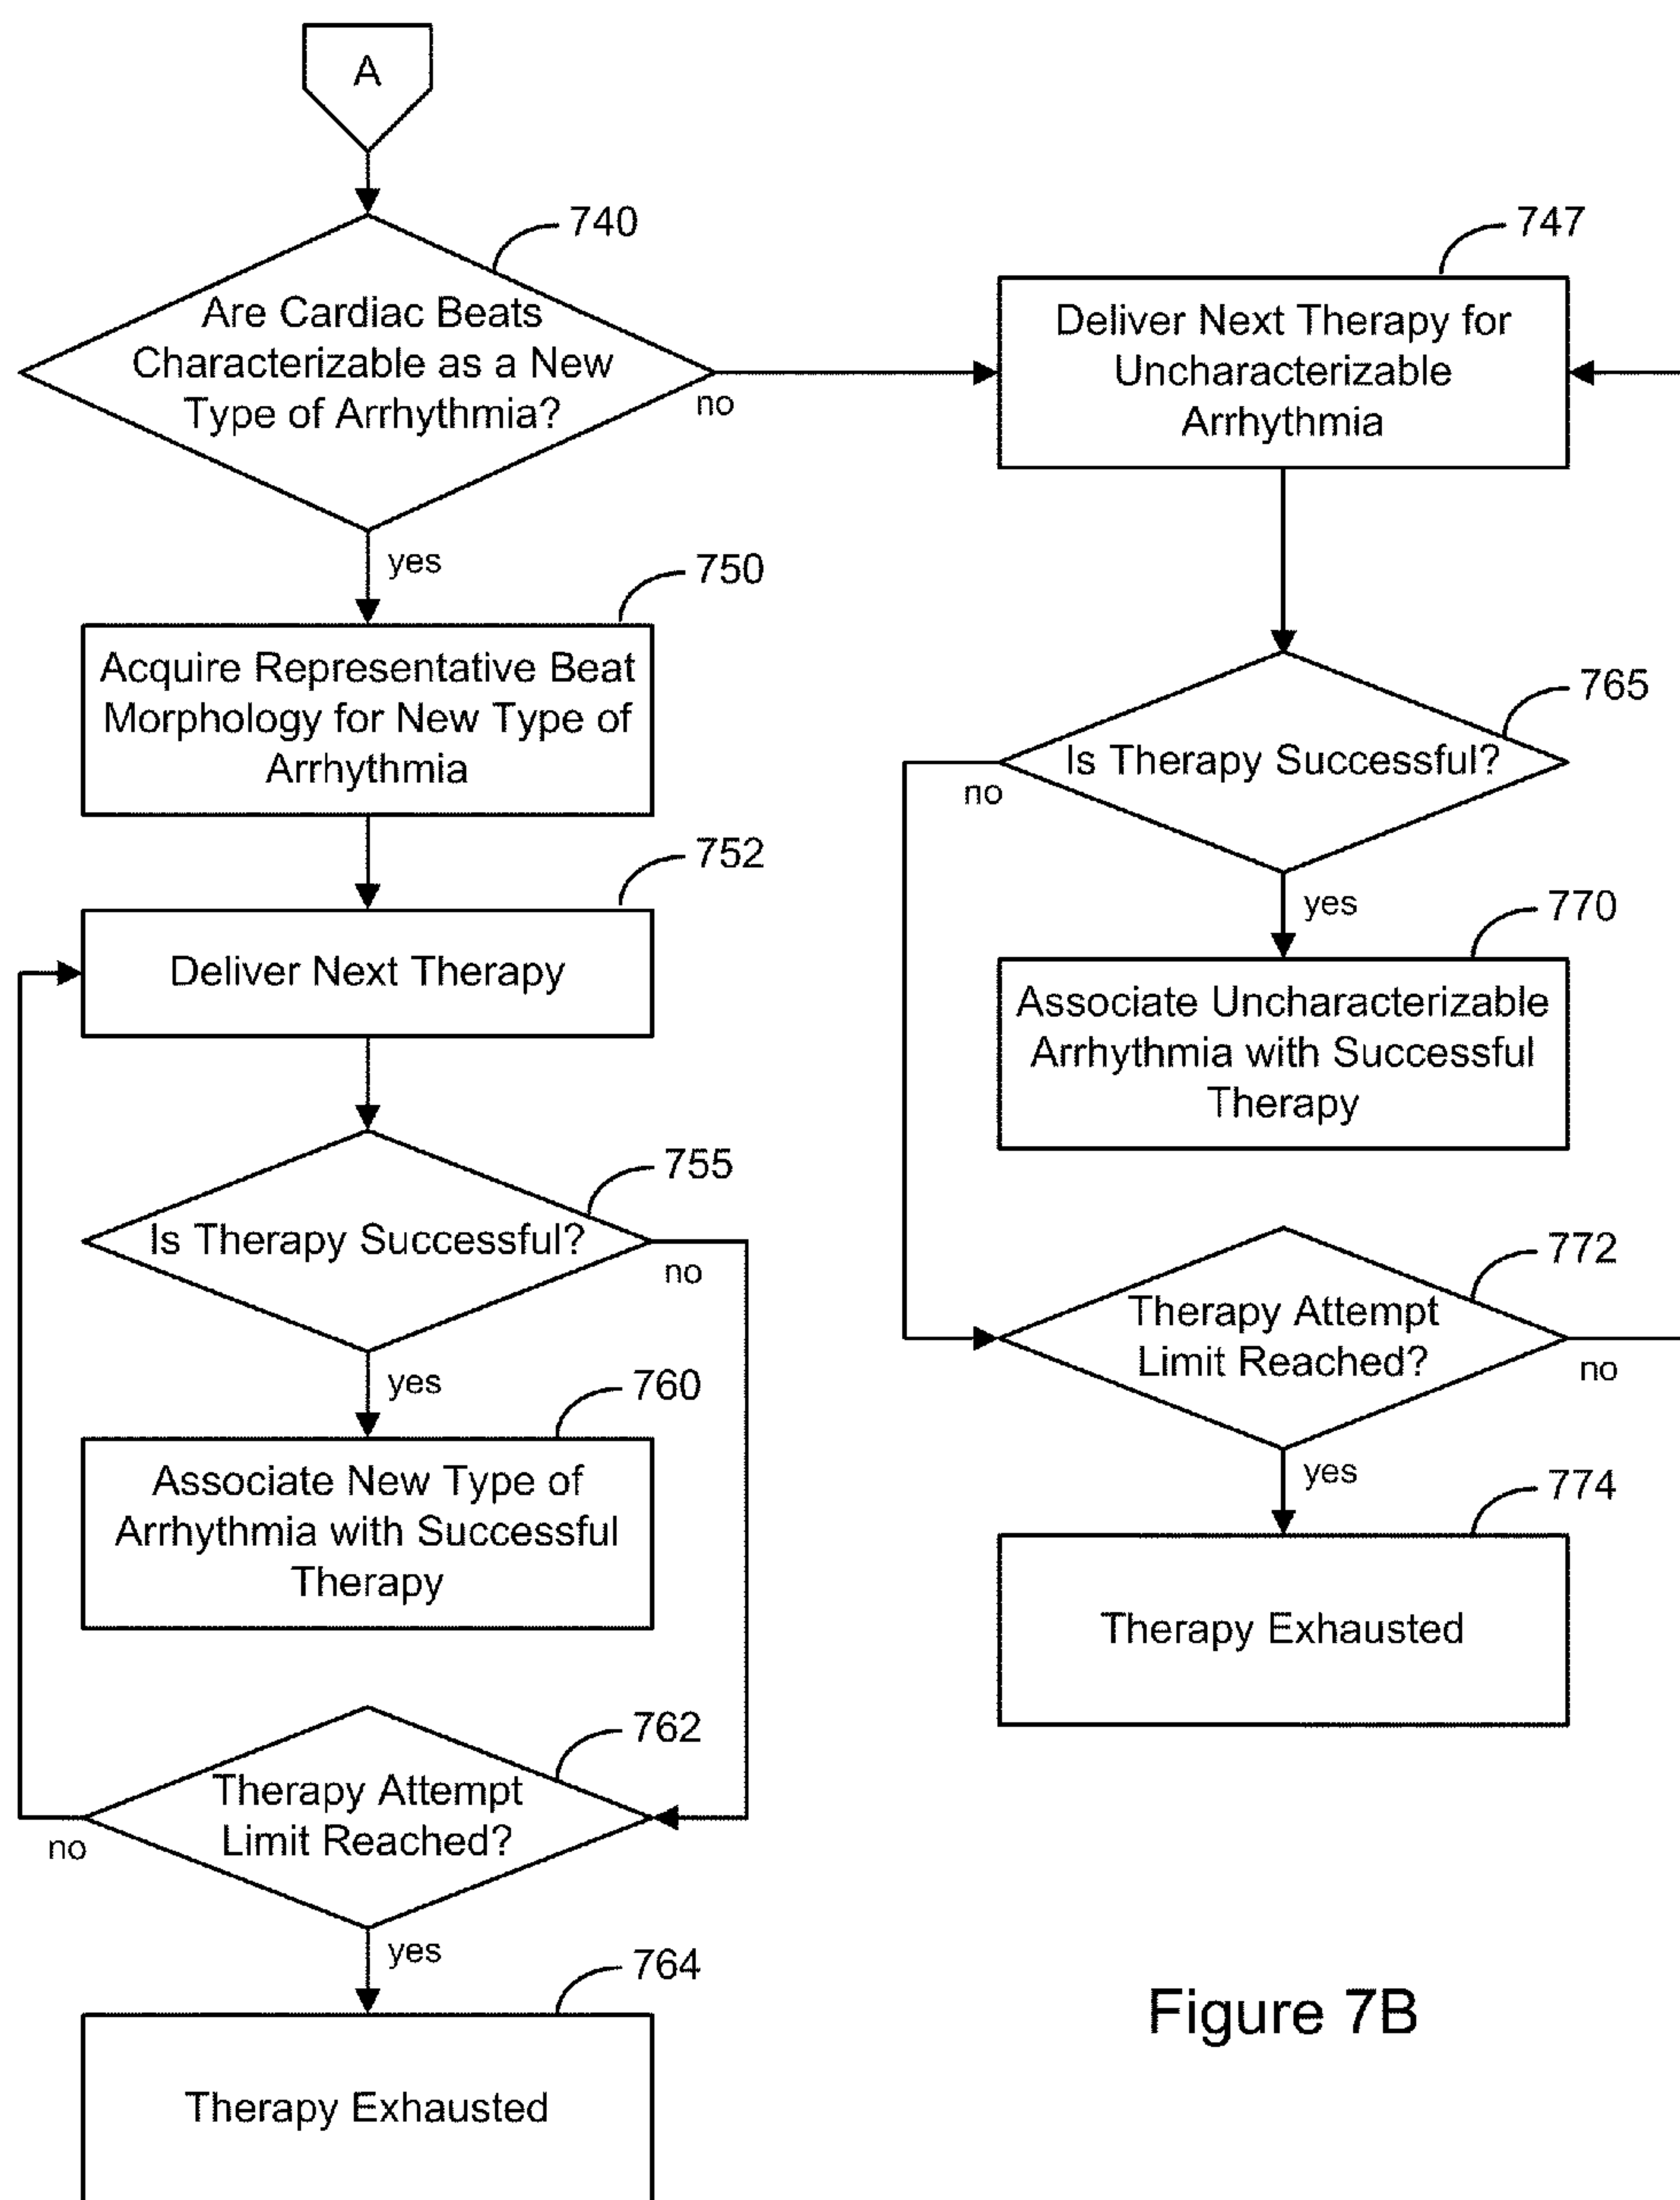 A
740
Are Cardiac Beats
Characterizable as a New
Type of Arrhythmia?
no
yes
750
Acquire Representative Beat
Morphology for New Type of
Arrhythmia
752
Deliver Next Therapy
755
Is Therapy Successful?
no
yes
760
Associate New Type of
Arrhythmia with Successful
Therapy
762
Therapy Attempt
Limit Reached?
no
yes
764
Therapy Exhausted
747
Deliver Next Therapy for
Uncharacterizable
Arrhythmia
765
Is Therapy Successful?
no
yes
770
Associate Uncharacterizable
Arrhythmia with Successful
Therapy
772
Therapy Attempt
Limit Reached?
no
yes
774
Therapy Exhausted
Figure 7B